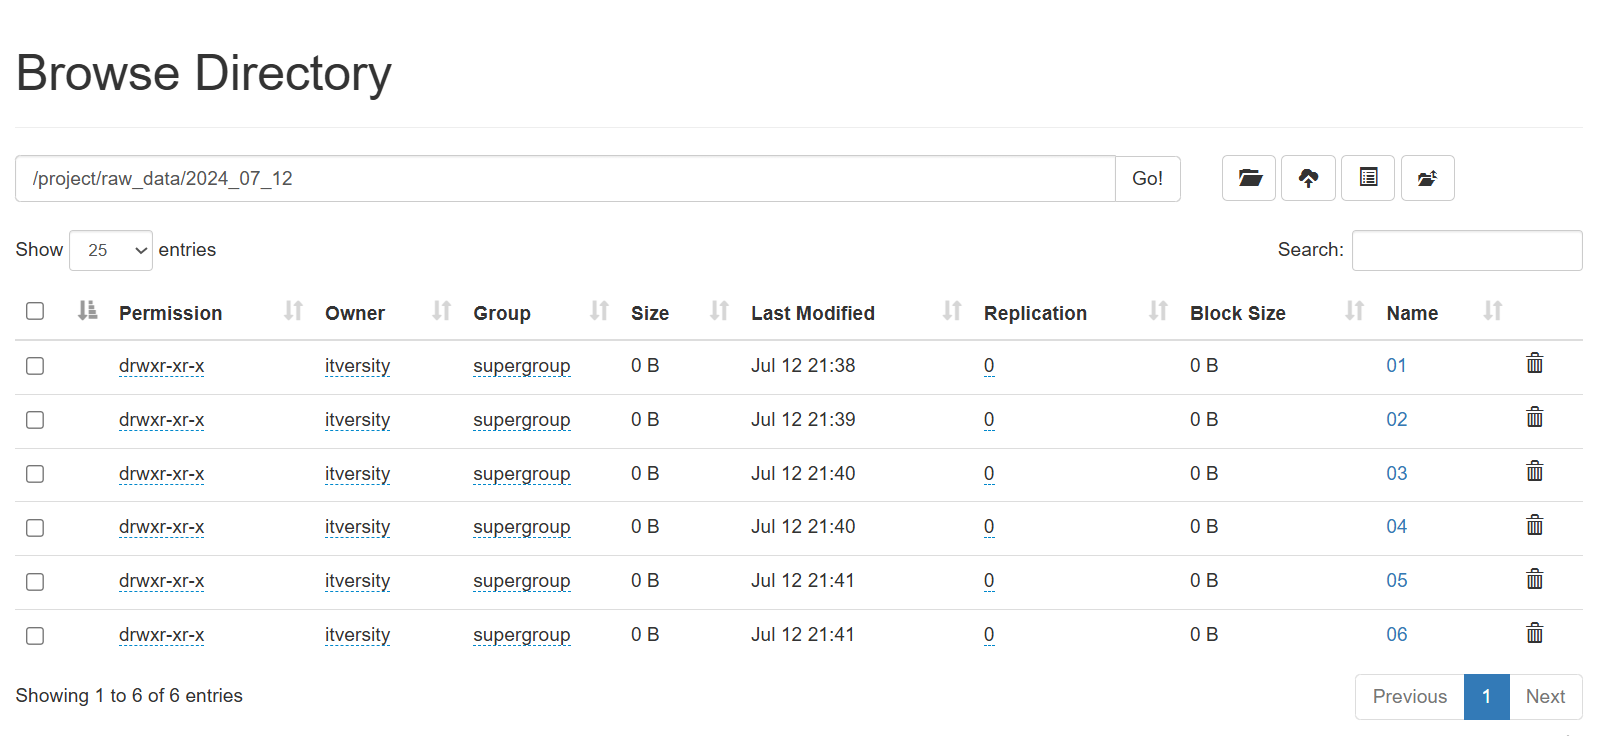 Browse Directory
/project/raw_data/2024_07_12 Go!
Show 25 entries Search:
Permission Owner Group Size Last Modified Replication Block Size Name
drwxr-xr-x itversity supergroup 0 B Jul 12 21:38 0 0 B 01
drwxr-xr-x itversity supergroup 0 B Jul 12 21:39 0 0 B 02
drwxr-xr-x itversity supergroup 0 B Jul 12 21:40 0 0 B 03
drwxr-xr-x itversity supergroup 0 B Jul 12 21:40 0 0 B 04
drwxr-xr-x itversity supergroup 0 B Jul 12 21:41 0 0 B 05
drwxr-xr-x itversity supergroup 0 B Jul 12 21:41 0 0 B 06
Showing 1 to 6 of 6 entries Previous 1 Next